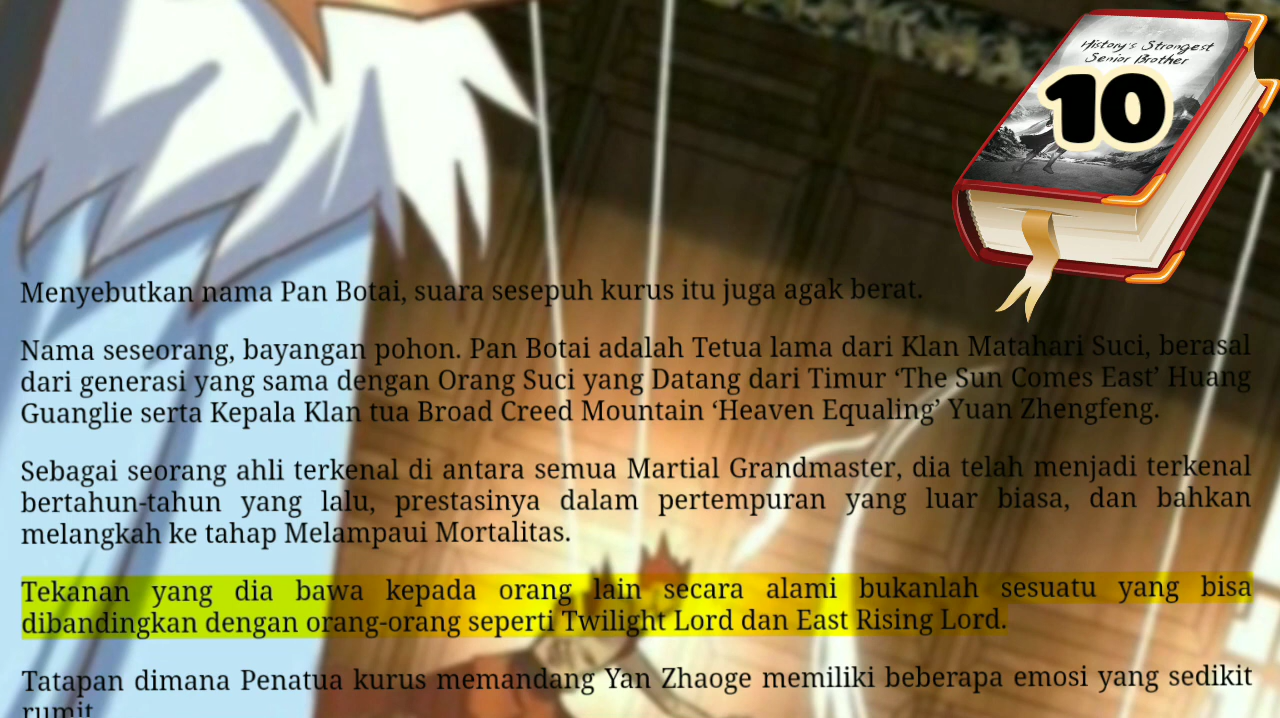 History's Strongest
Senior Brother
10
Menyebutkan nama Pan Botai, suara sesepuh kurus itu juga agak berat.
Nama seseorang, bayangan pohon. Pan Botai adalah Tetua lama dari Klan Matahari Suci, berasal
dari generasi yang sama dengan Orang Suci yang Datang dari Timur ‘The Sun Comes East’ Huang
Guanglie serta Kepala Klan tua Broad Creed Mountain ‘Heaven Equaling’ Yuan Zhengfeng.
Sebagai seorang ahli terkenal di antara semua Martial Grandmaster, dia telah menjadi terkenal
bertahun-tahun yang lalu, prestasinya dalam pertempuran yang luar biasa, dan bahkan
melangkah ke tahap Melampaui Mortalitas.
Tekanan yang dia bawa kepada orang lain secara alami bukanlah sesuatu yang bisa
dibandingkan dengan orang-orang seperti Twilight Lord dan East Rising Lord.
Tatapan dimana Penatua kurus memandang Yan Zhaoge memiliki beberapa emosi yang sedikit
rumit